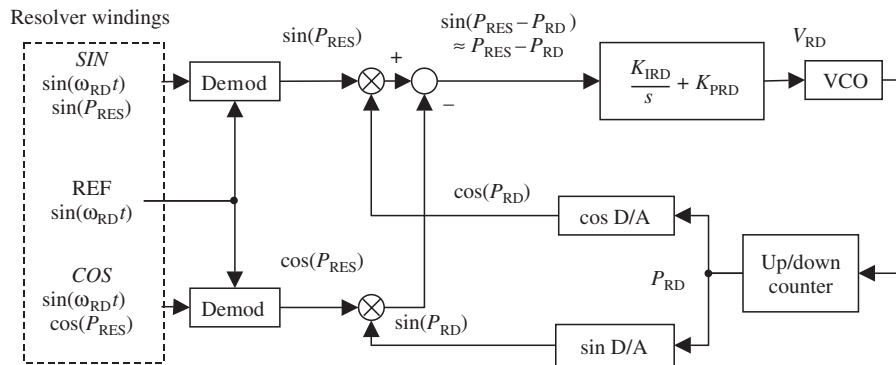 Resolver windings
SIN
sin(ω_RD t)
sin(P_RES)
Demod
sin(P_RES)
+
−
sin(P_RES – P_RD)
≈ P_RES – P_RD
K_IRD
s
+ K_PRD
V_RD
VCO
REF
sin(ω_RD t)
cos(P_RD)
cos D/A
COS
sin(ω_RD t)
cos(P_RES)
Demod
cos(P_RES)
sin(P_RD)
sin D/A
P_RD
Up/down
counter